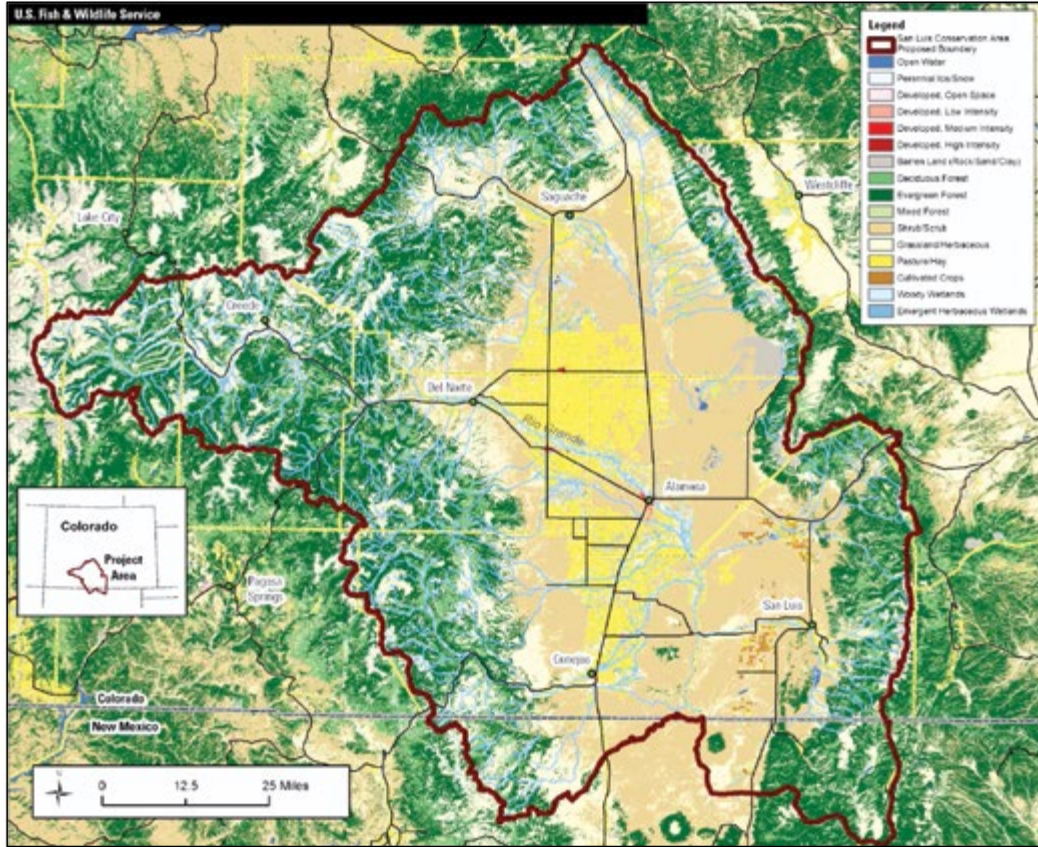 U.S. Fish & Wildlife Service
Legend
San Luis Conservation Area
Proposed Boundary
Open Water
Perennial Ice/Snow
Developed, Open Space
Developed, Low Intensity
Developed, Medium Intensity
Developed, High Intensity
Barren Land (Rock/Sand/Clay)
Deciduous Forest
Evergreen Forest
Mixed Forest
Shrub/Scrub
Grassland/Herbaceous
Pasture/Hay
Cultivated Crops
Woody Wetlands
Emergent Herbaceous Wetlands
Westcliffe
Saguache
Lake City
Creede
Del Norte
Rio Grande
Alamosa
Colorado
Project
Area
Pagosa
Springs
San Luis
Conejos
Colorado
New Mexico
N
0 12.5 25 Miles